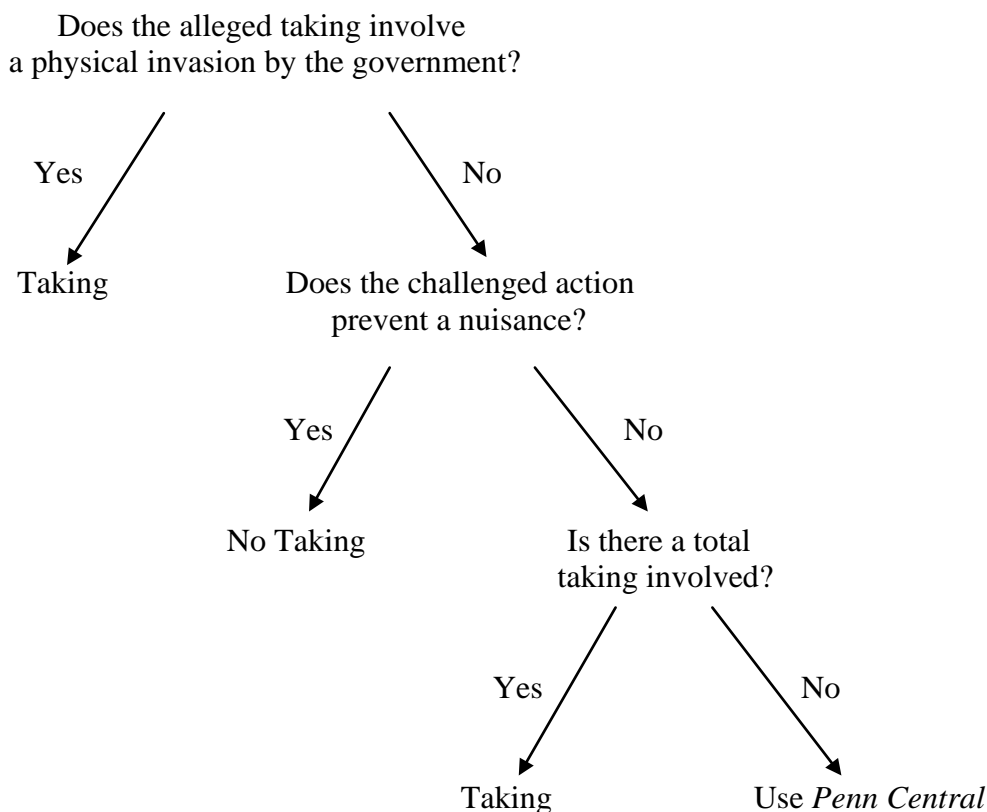 Does the alleged taking involve
a physical invasion by the government?
Yes
No
Taking
Does the challenged action
prevent a nuisance?
Yes
No
No Taking
Is there a total
taking involved?
Yes
No
Taking
Use Penn Central